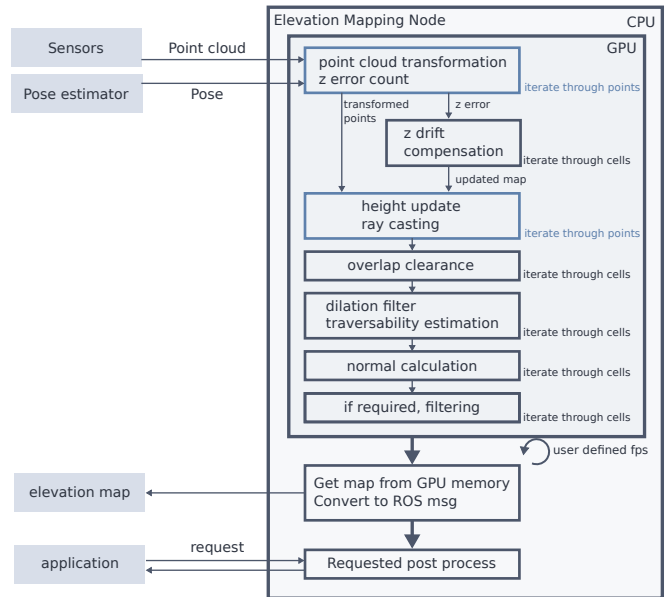 Elevation Mapping Node
CPU
GPU
Sensors
Point cloud
Pose estimator
Pose
point cloud transformation
z error count
iterate through points
transformed
points
z error
z drift
compensation
iterate through cells
updated map
height update
ray casting
iterate through points
overlap clearance
iterate through cells
dilation filter
traversability estimation
iterate through cells
normal calculation
iterate through cells
if required, filtering
iterate through cells
user defined fps
elevation map
Get map from GPU memory
Convert to ROS msg
application
request
Requested post process